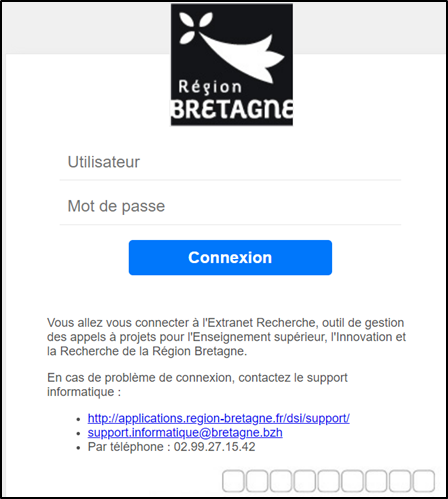 Région
BRETAGNE
Utilisateur
Mot de passe
Connexion
Vous allez vous connecter à l'Extranet Recherche, outil de gestion
des appels à projets pour l'Enseignement supérieur, l'Innovation et
la Recherche de la Région Bretagne.
En cas de problème de connexion, contactez le support
informatique :
• http://applications.region-bretagne.fr/dsi/support/
• support.informatique@bretagne.bzh
• Par téléphone : 02.99.27.15.42